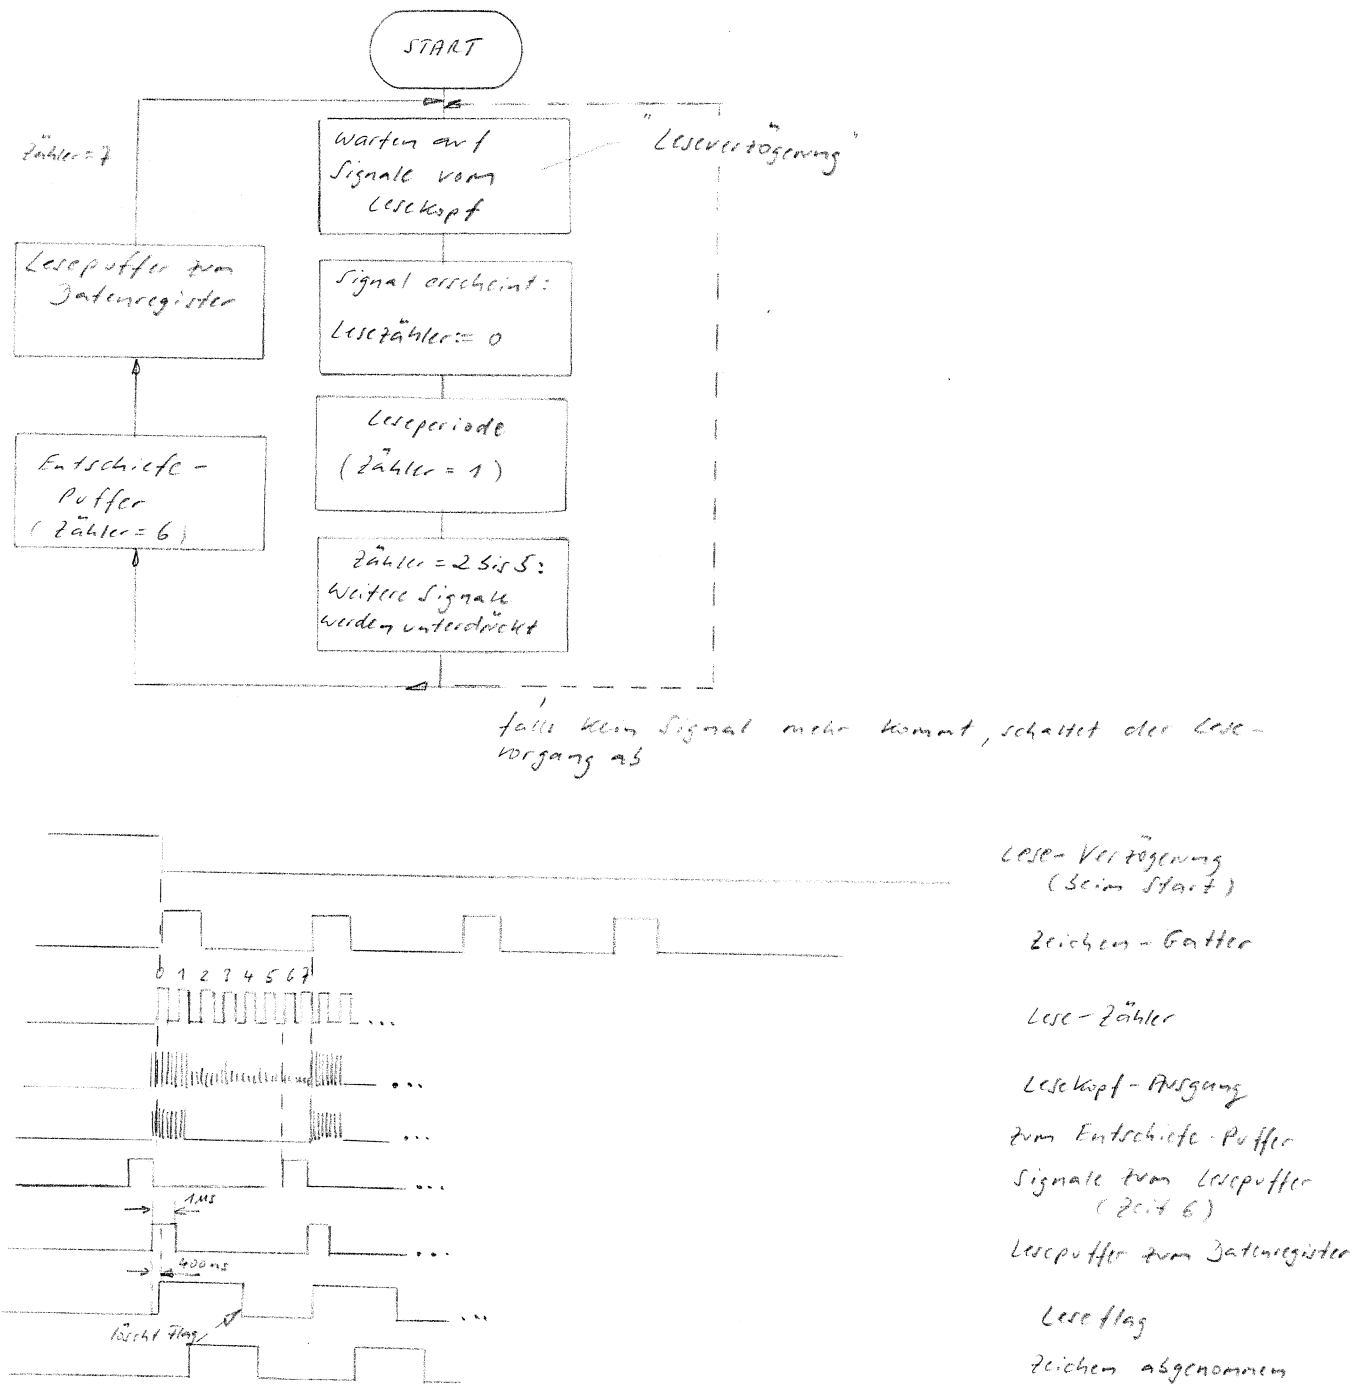 START
Zähler=7
Warten auf
Signale vom
Lesekopf
"Leseverzögerung"
Lesepuffer zum
Datenregister
Signal erscheint:
Lesezähler:= 0
Leseperiode
(Zähler = 1)
Entschiefe-
Puffer
(Zähler=6)
Zähler=2 bis 5:
Weitere Signale
werden unterdrückt
falls kein Signal mehr kommt, schaltet der Lese-
vorgang ab
Lese-Verzögerung
(beim Start)
Zeichen-Gatter
0 1 2 3 4 5 6 7
...
Lese-Zähler
...
Lesekopf-Ausgang
...
zum Entschiefe-Puffer
...
Signale zum Lesepuffer
(Zeit 6)
1µs
...
Lesepuffer zum Datenregister
400ns
...
Leseflag
löscht Flag
Zeichen abgenommen